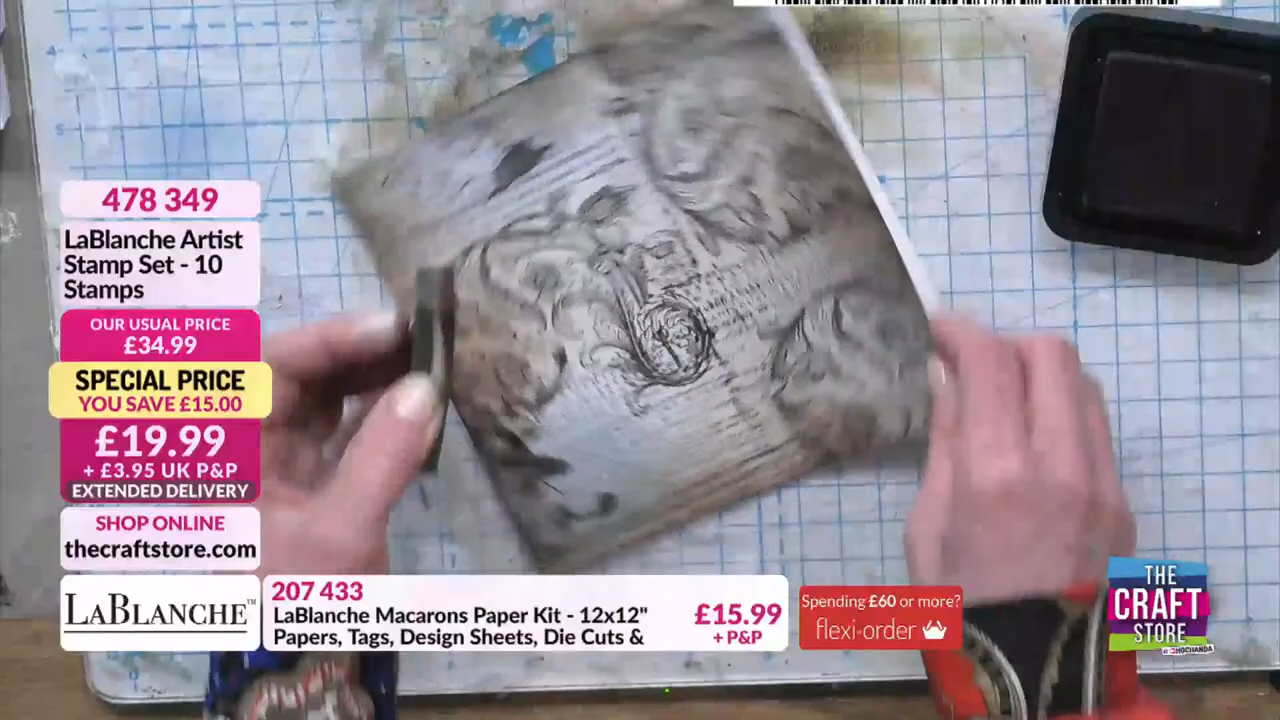 478 349
LaBlanche Artist
Stamp Set - 10
Stamps
OUR USUAL PRICE
£34.99
SPECIAL PRICE
YOU SAVE £15.00
£19.99
+ £3.95 UK P&P
EXTENDED DELIVERY
SHOP ONLINE
thecraftstore.com
LABLANCHE™
207 433
LaBlanche Macarons Paper Kit - 12x12"
Papers, Tags, Design Sheets, Die Cuts &
£15.99
+ P&P
Spending £60 or more?
flexi-order
THE
CRAFT
STORE
HOCHANDA